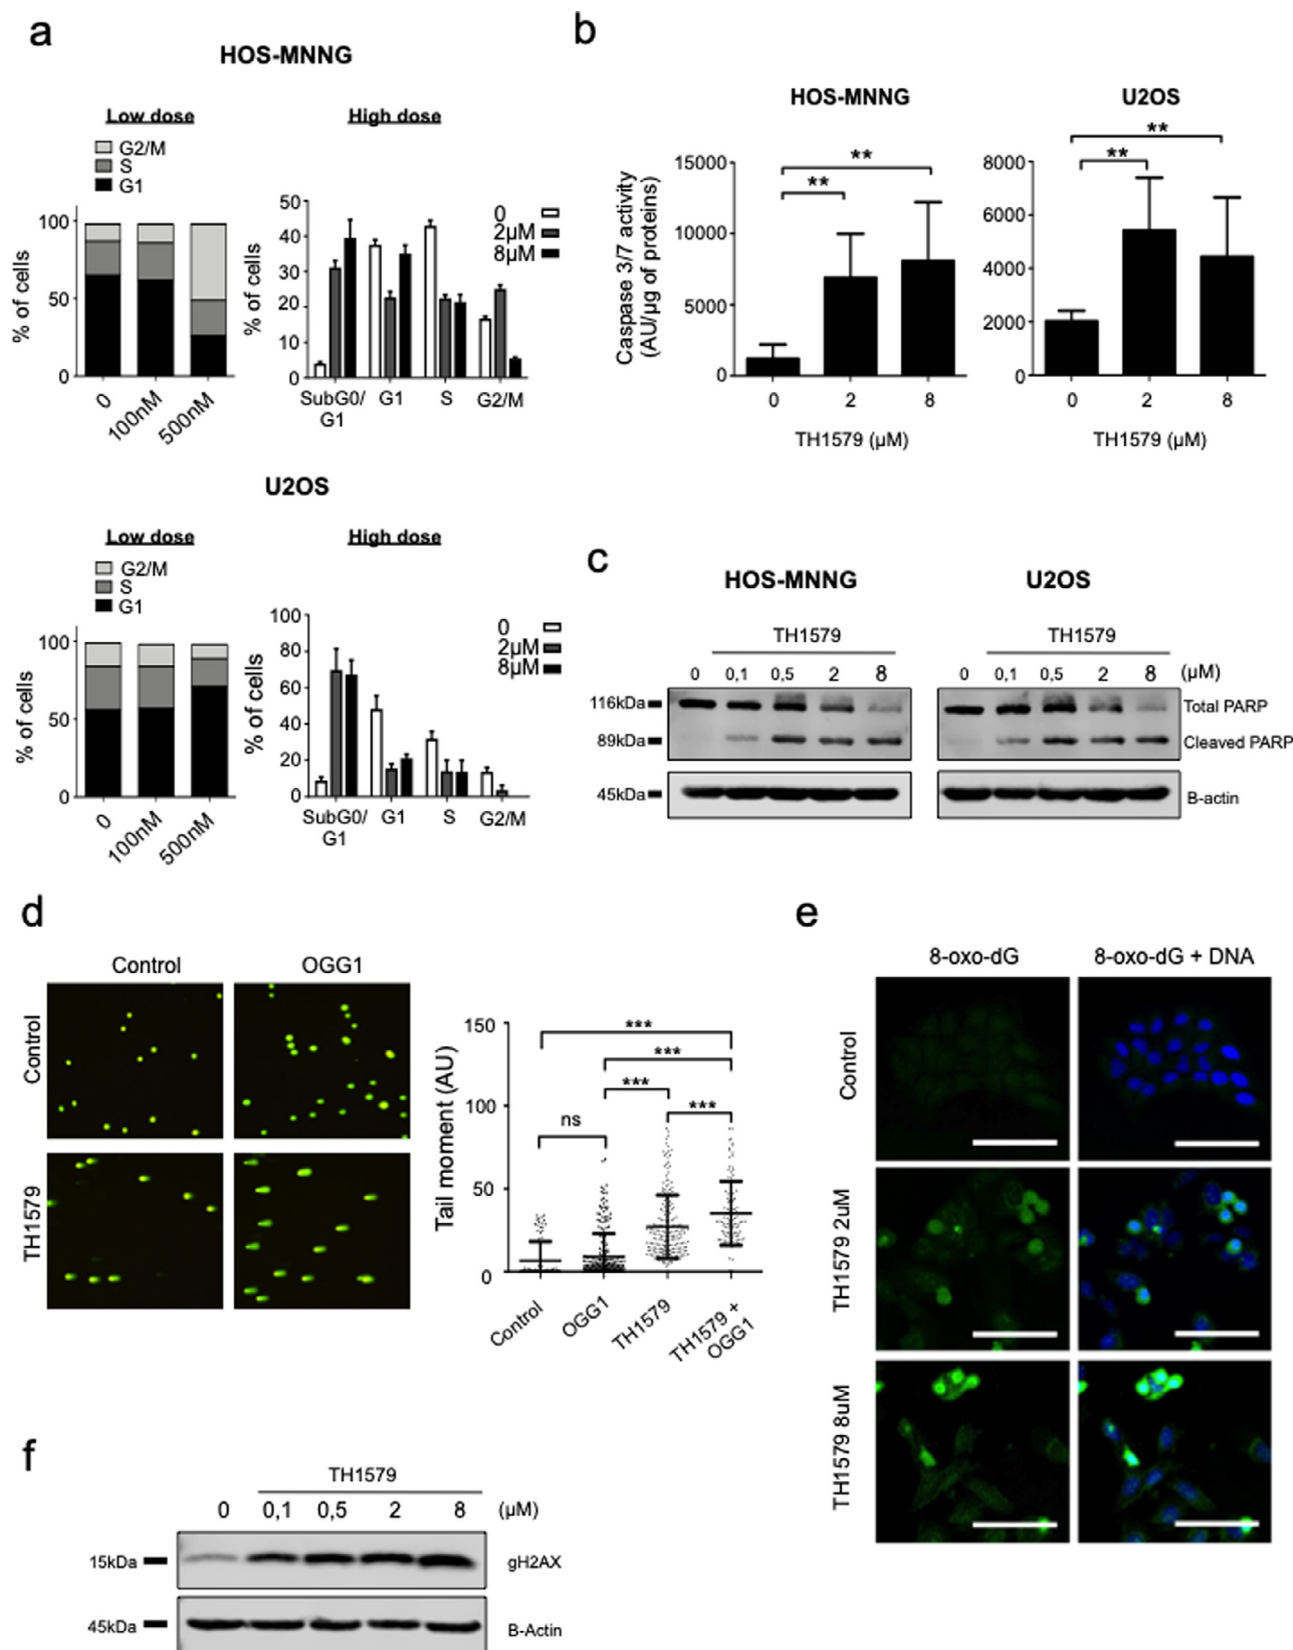 a
HOS-MNNG
Low dose
G2/M
S
G1
% of cells
100
50
0
0
100nM
500nM
High dose
0
2µM
8µM
% of cells
50
40
30
20
10
0
SubG0/
G1
G1
S
G2/M
U2OS
Low dose
G2/M
S
G1
% of cells
100
50
0
0
100nM
500nM
High dose
0
2µM
8µM
% of cells
100
80
60
40
20
0
SubG0/
G1
G1
S
G2/M
b
HOS-MNNG
Caspase 3/7 activity
(AU/µg of proteins)
15000
10000
5000
0
**
**
0 2 8
TH1579 (µM)
U2OS
8000
6000
4000
2000
0
**
**
0 2 8
TH1579 (µM)
c
HOS-MNNG U2OS
TH1579 TH1579
0 0,1 0,5 2 8 0 0,1 0,5 2 8 (µM)
116kDa Total PARP
89kDa Cleaved PARP
45kDa B-actin
d
Control OGG1
Control
TH1579
Tail moment (AU)
150
100
50
0
***
***
***
***
ns
Control
OGG1
TH1579
TH1579 +
OGG1
e
8-oxo-dG 8-oxo-dG + DNA
Control
TH1579 2uM
TH1579 8uM
f
TH1579
0 0,1 0,5 2 8 (µM)
15kDa gH2AX
45kDa B-Actin